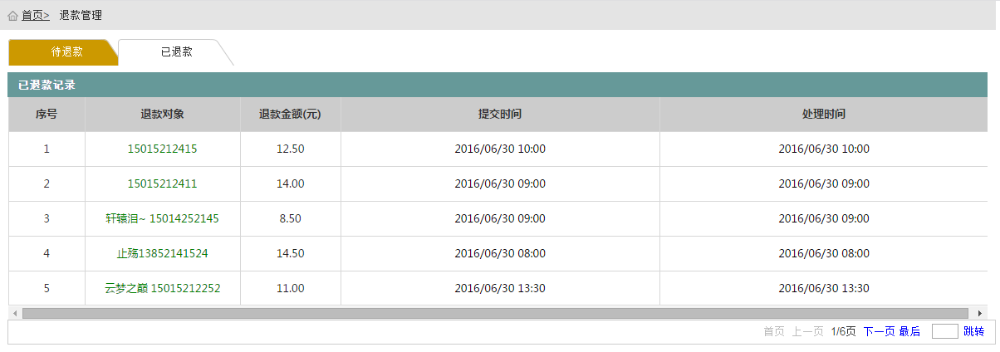 首页> 退款管理
待退款 已退款
已退款记录
序号 退款对象 退款金额(元) 提交时间 处理时间
1 15015212415 12.50 2016/06/30 10:00 2016/06/30 10:00
2 15015212411 14.00 2016/06/30 09:00 2016/06/30 09:00
3 轩辕泪~ 15014252145 8.50 2016/06/30 09:00 2016/06/30 09:00
4 止殇13852141524 14.50 2016/06/30 08:00 2016/06/30 08:00
5 云梦之巅 15015212252 11.00 2016/06/30 13:30 2016/06/30 13:30
首页 上一页 1/6页 下一页 最后 跳转